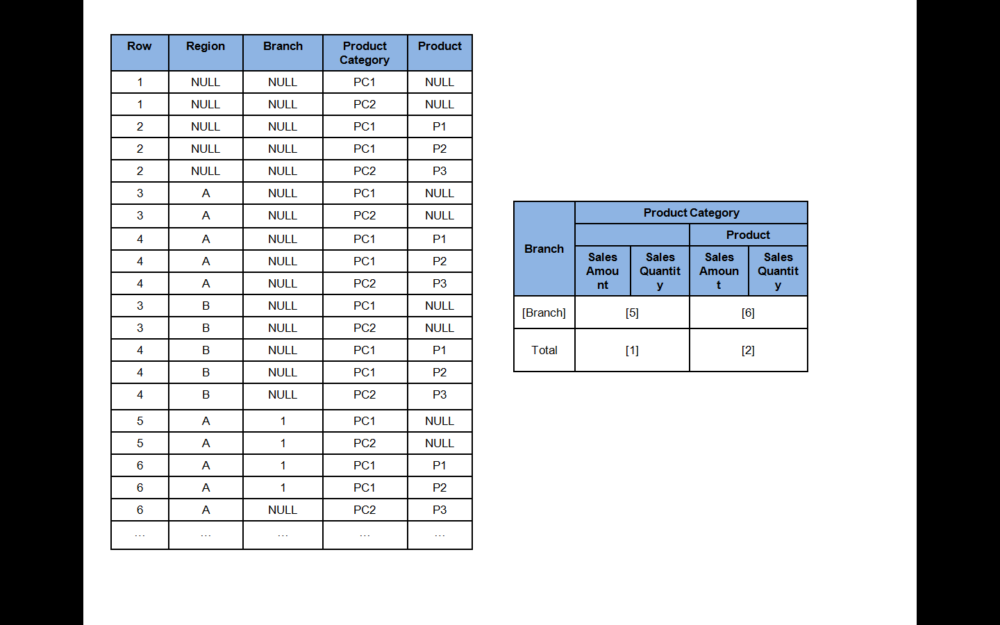 Row Region Branch Product Category Product
1 NULL NULL PC1 NULL
1 NULL NULL PC2 NULL
2 NULL NULL PC1 P1
2 NULL NULL PC1 P2
2 NULL NULL PC2 P3
3 A NULL PC1 NULL
3 A NULL PC2 NULL
4 A NULL PC1 P1
4 A NULL PC1 P2
4 A NULL PC2 P3
3 B NULL PC1 NULL
3 B NULL PC2 NULL
4 B NULL PC1 P1
4 B NULL PC1 P2
4 B NULL PC2 P3
5 A 1 PC1 NULL
5 A 1 PC2 NULL
6 A 1 PC1 P1
6 A 1 PC1 P2
6 A NULL PC2 P3
... ... ... ... ...
Product Category
Product
Branch
Sales Sales Sales Sales
Amou Quantit Amoun Quantit
nt y t y
[Branch] [5] [6]
Total [1] [2]